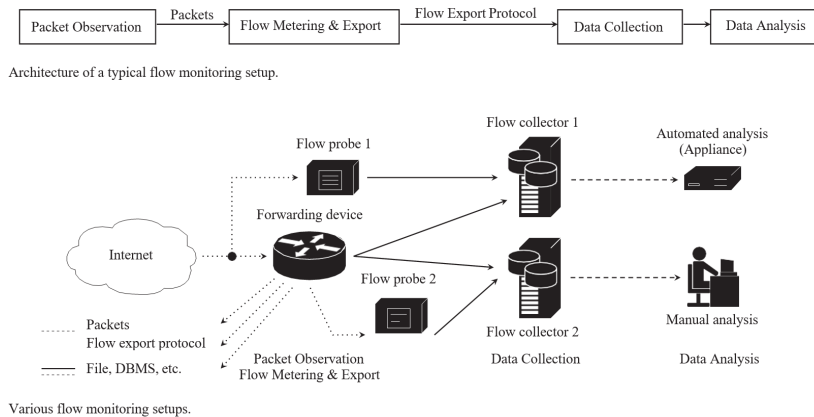 Packet Observation
Packets
Flow Metering & Export
Flow Export Protocol
Data Collection
Data Analysis
Architecture of a typical flow monitoring setup.
Flow collector 1
Flow probe 1
Automated analysis
(Appliance)
Forwarding device
Internet
Flow probe 2
Packets
Flow export protocol
File, DBMS, etc.
Packet Observation
Flow Metering & Export
Flow collector 2
Data Collection
Manual analysis
Data Analysis
Various flow monitoring setups.